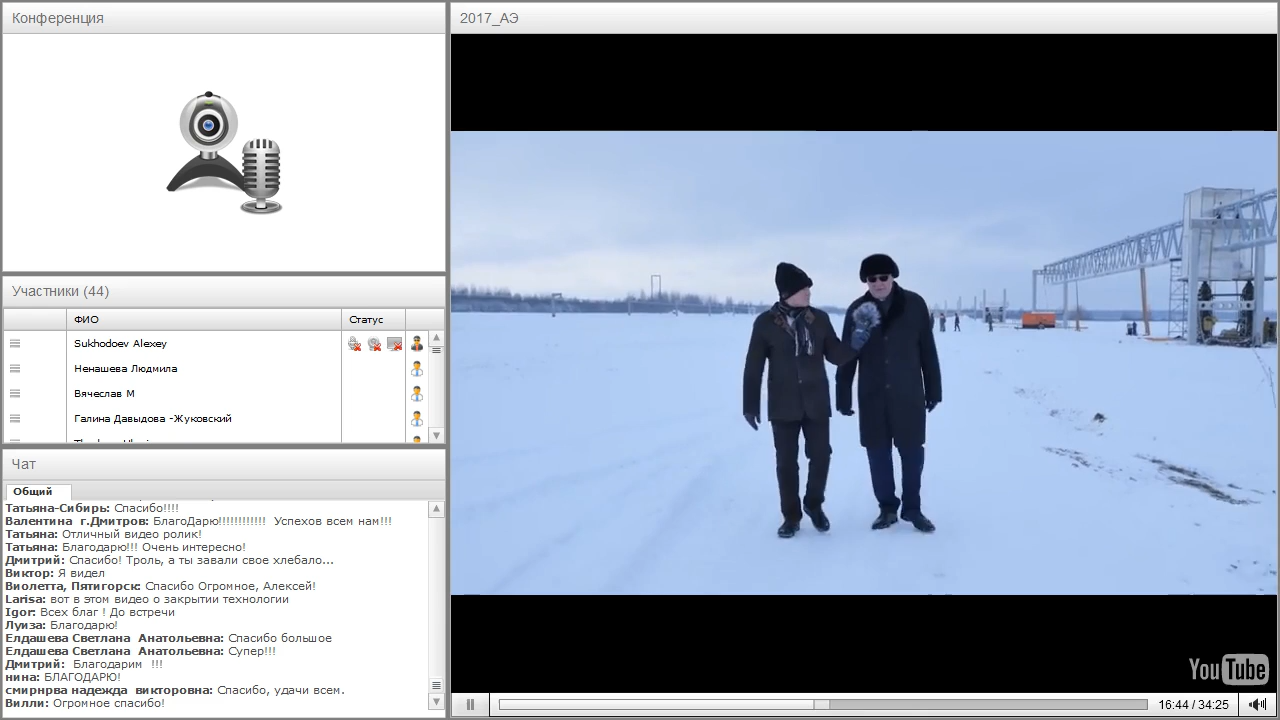 Конференция
2017_АЭ
Участники (44)
ФИО
Статус
Sukhodoev Alexey
Ненашева Людмила
Вячеслав М
Галина Давыдова -Жуковский
Чат
Общий
Татьяна-Сибирь: Спасибо!!!!
Валентина г.Дмитров: БлагоДарю!!!!!!!!!!!! Успехов всем нам!!!
Татьяна: Отличный видео ролик!
Татьяна: Благодарю!!! Очень интересно!
Дмитрий: Спасибо! Троль, а ты завали свое хлебало...
Виктор: Я видел
Виолетта, Пятигорск: Спасибо Огромное, Алексей!
Larisa: вот в этом видео о закрытии технологии
Igor: Всех благ ! До встречи
Луиза: Благодарю!
Елдашева Светлана Анатольевна: Спасибо большое
Елдашева Светлана Анатольевна: Супер!!!
Дмитрий: Благодарим !!!
нина: БЛАГОДАРЮ!
смирнрва надежда викторовна: Спасибо, удачи всем.
Вилли: Огромное спасибо!
YouTube
16:44 / 34:25